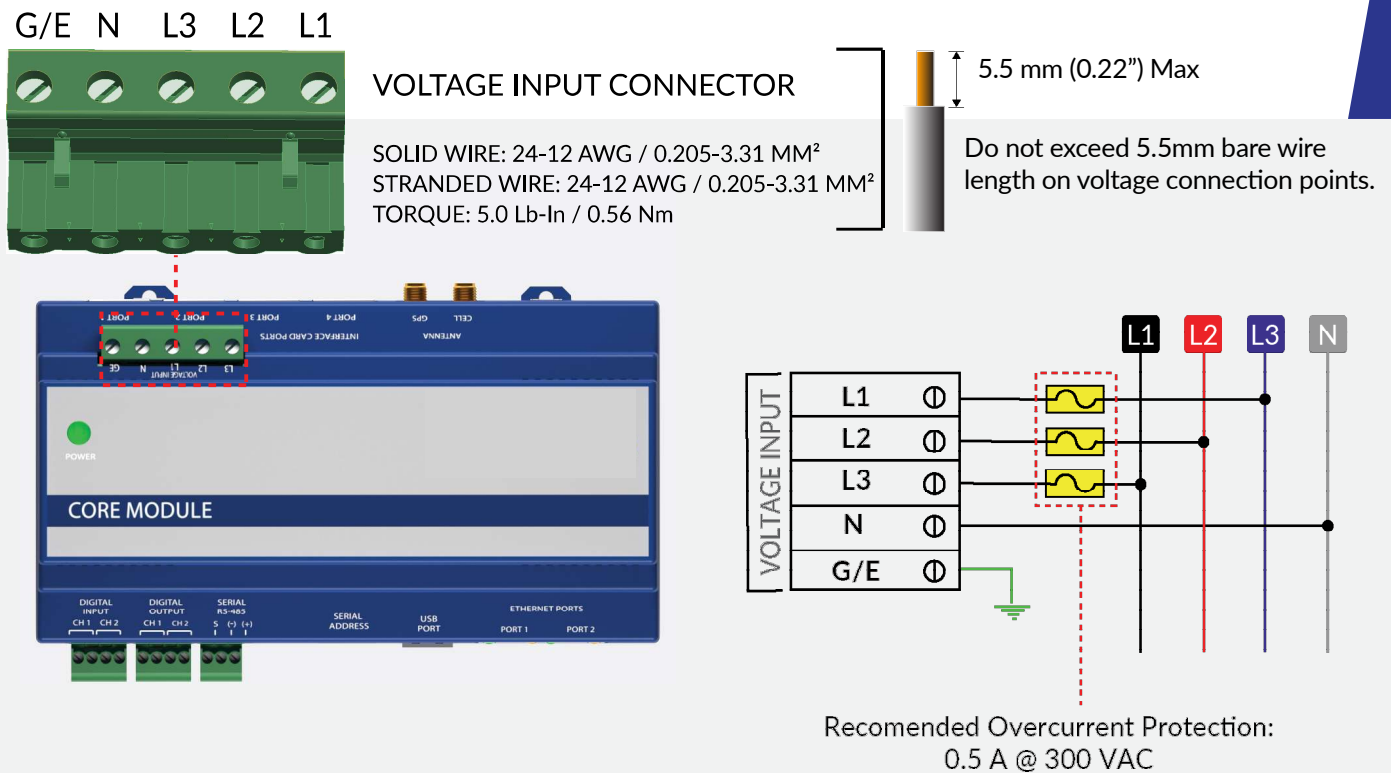 G/E N L3 L2 L1
VOLTAGE INPUT CONNECTOR
SOLID WIRE: 24-12 AWG / 0.205-3.31 MM²
STRANDED WIRE: 24-12 AWG / 0.205-3.31 MM²
TORQUE: 5.0 Lb-In / 0.56 Nm
5.5 mm (0.22”) Max
Do not exceed 5.5mm bare wire
length on voltage connection points.
PORT 1 PORT 2 PORT 3 PORT 4 GPS CELL
INTERFACE CARD PORTS ANTENNA
GE N L1 L2 L3
VOLTAGE INPUT
POWER
CORE MODULE
DIGITAL INPUT
CH 1 CH 2
DIGITAL OUTPUT
CH 1 CH 2
SERIAL
RS-485
S (-) (+)
SERIAL
ADDRESS
USB
PORT
ETHERNET PORTS
PORT 1 PORT 2
L1 L2 L3 N
VOLTAGE INPUT
L1
L2
L3
N
G/E
Recomended Overcurrent Protection:
0.5 A @ 300 VAC